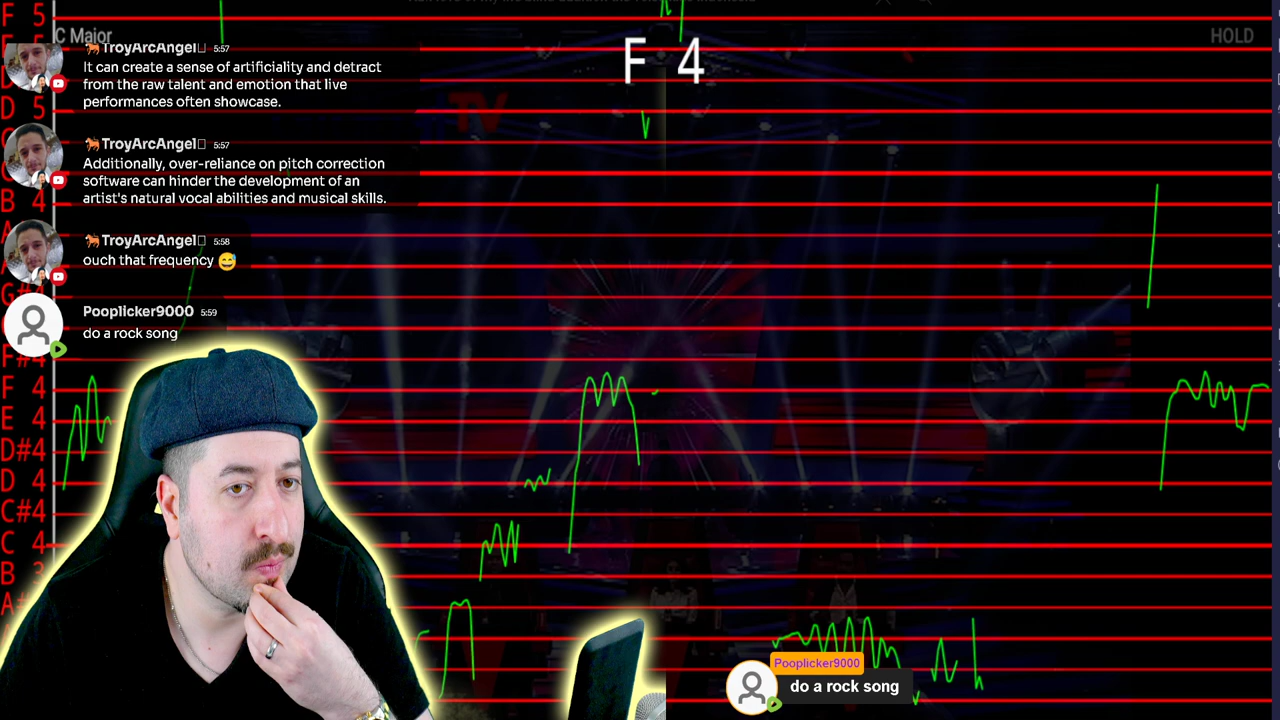 F 5
C Major
HOLD
F 4
TV
D 5
B 4
G#4
F#4
F 4
E 4
D#4
D 4
C#4
C 4
B 3
TroyArcAngel 5:57
It can create a sense of artificiality and detract
from the raw talent and emotion that live
performances often showcase.
TroyArcAngel 5:57
Additionally, over-reliance on pitch correction
software can hinder the development of an
artist's natural vocal abilities and musical skills.
TroyArcAngel 5:58
ouch that frequency 😅
Pooplicker9000 5:59
do a rock song
Pooplicker9000
do a rock song